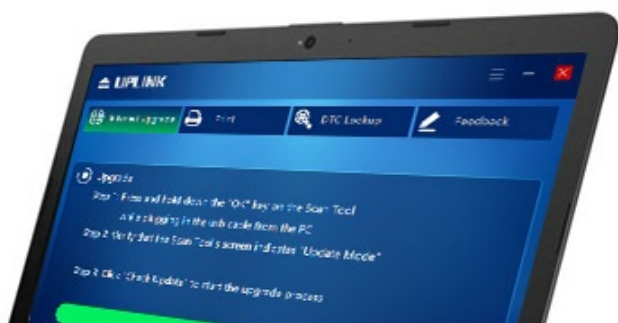 UPLINK
Upgrade
Print
DTC Lookup
Feedback
Upgrade
Step 1: Press and hold down the "OK" key on the Scan Tool
while plugging in the usb cable from the PC
Step 2: Verify that the Scan Tool's screen indicates "Update Mode"
Step 3: Click "Check Update" to start the upgrade process